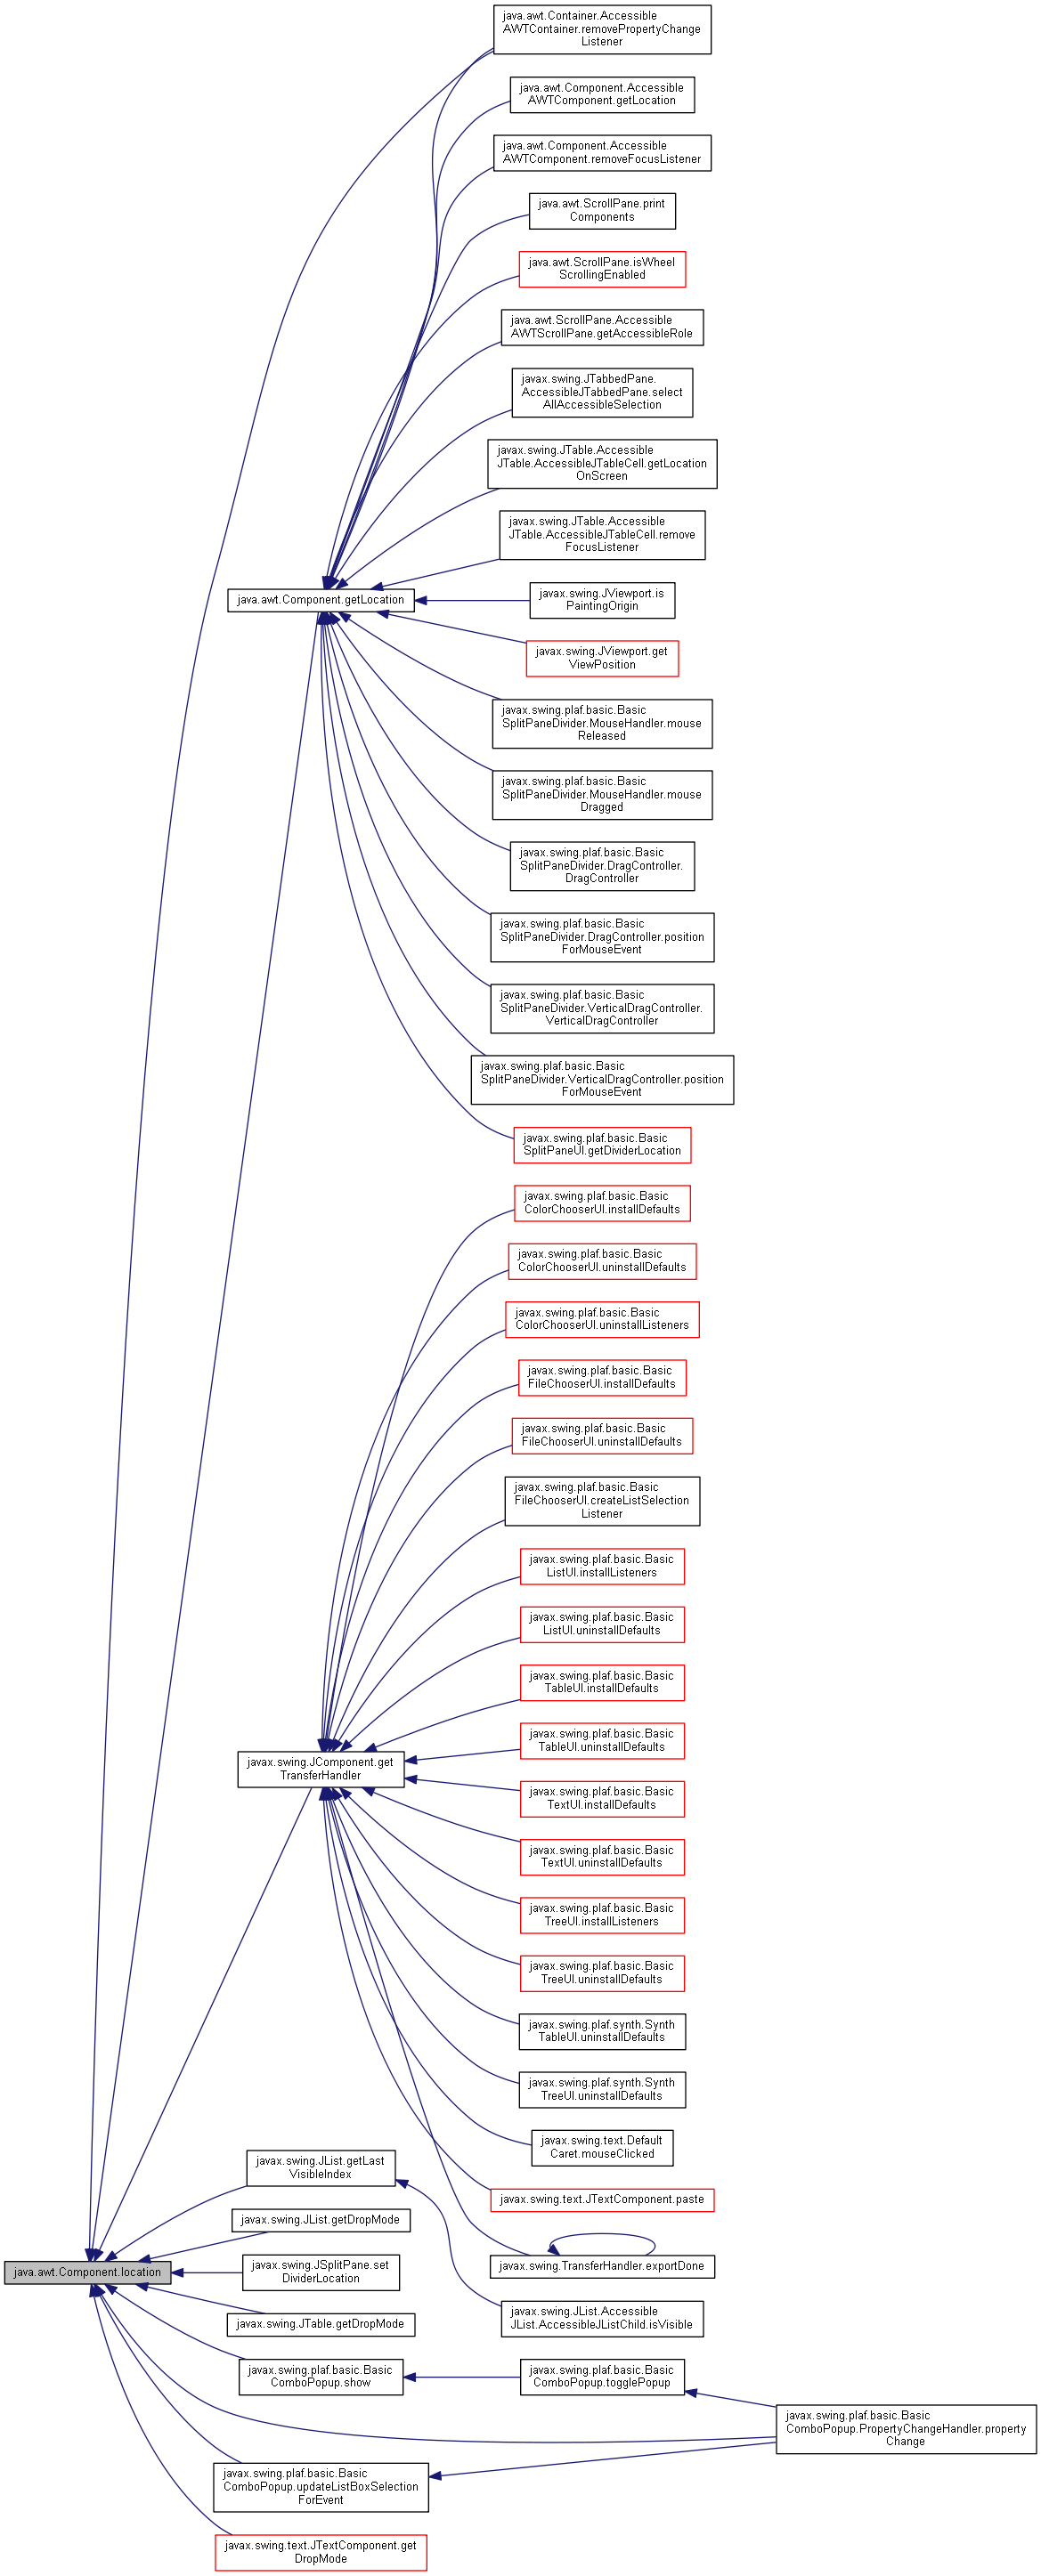 java.awt.Container.Accessible
AWTContainer.removePropertyChange
Listener
java.awt.Component.Accessible
AWTComponent.getLocation
java.awt.Component.Accessible
AWTComponent.removeFocusListener
java.awt.ScrollPane.print
Components
java.awt.ScrollPane.isWheel
ScrollingEnabled
java.awt.ScrollPane.Accessible
AWTScrollPane.getAccessibleRole
javax.swing.JTabbedPane.
AccessibleJTabbedPane.select
AllAccessibleSelection
javax.swing.JTable.Accessible
JTable.AccessibleJTableCell.getLocation
OnScreen
javax.swing.JTable.Accessible
JTable.AccessibleJTableCell.remove
FocusListener
java.awt.Component.getLocation
javax.swing.JViewport.is
PaintingOrigin
javax.swing.JViewport.get
ViewPosition
javax.swing.plaf.basic.Basic
SplitPaneDivider.MouseHandler.mouse
Released
javax.swing.plaf.basic.Basic
SplitPaneDivider.MouseHandler.mouse
Dragged
javax.swing.plaf.basic.Basic
SplitPaneDivider.DragController.
DragController
javax.swing.plaf.basic.Basic
SplitPaneDivider.DragController.position
ForMouseEvent
javax.swing.plaf.basic.Basic
SplitPaneDivider.VerticalDragController.
VerticalDragController
javax.swing.plaf.basic.Basic
SplitPaneDivider.VerticalDragController.position
ForMouseEvent
javax.swing.plaf.basic.Basic
SplitPaneUI.getDividerLocation
javax.swing.plaf.basic.Basic
ColorChooserUI.installDefaults
javax.swing.plaf.basic.Basic
ColorChooserUI.uninstallDefaults
javax.swing.plaf.basic.Basic
ColorChooserUI.uninstallListeners
javax.swing.plaf.basic.Basic
FileChooserUI.installDefaults
javax.swing.plaf.basic.Basic
FileChooserUI.uninstallDefaults
javax.swing.plaf.basic.Basic
FileChooserUI.createListSelection
Listener
javax.swing.plaf.basic.Basic
ListUI.installListeners
javax.swing.plaf.basic.Basic
ListUI.uninstallDefaults
javax.swing.plaf.basic.Basic
TableUI.installDefaults
javax.swing.plaf.basic.Basic
TableUI.uninstallDefaults
javax.swing.JComponent.get
TransferHandler
javax.swing.plaf.basic.Basic
TextUI.installDefaults
javax.swing.plaf.basic.Basic
TextUI.uninstallDefaults
javax.swing.plaf.basic.Basic
TreeUI.installListeners
javax.swing.plaf.basic.Basic
TreeUI.uninstallDefaults
javax.swing.plaf.synth.Synth
TableUI.uninstallDefaults
javax.swing.plaf.synth.Synth
TreeUI.uninstallDefaults
javax.swing.text.Default
Caret.mouseClicked
javax.swing.JList.getLast
VisibleIndex
javax.swing.text.JTextComponent.paste
javax.swing.JList.getDropMode
javax.swing.TransferHandler.exportDone
java.awt.Component.location
javax.swing.JSplitPane.set
DividerLocation
javax.swing.JList.Accessible
JList.AccessibleJListChild.isVisible
javax.swing.JTable.getDropMode
javax.swing.plaf.basic.Basic
ComboPopup.show
javax.swing.plaf.basic.Basic
ComboPopup.togglePopup
javax.swing.plaf.basic.Basic
ComboPopup.PropertyChangeHandler.property
Change
javax.swing.plaf.basic.Basic
ComboPopup.updateListBoxSelection
ForEvent
javax.swing.text.JTextComponent.get
DropMode